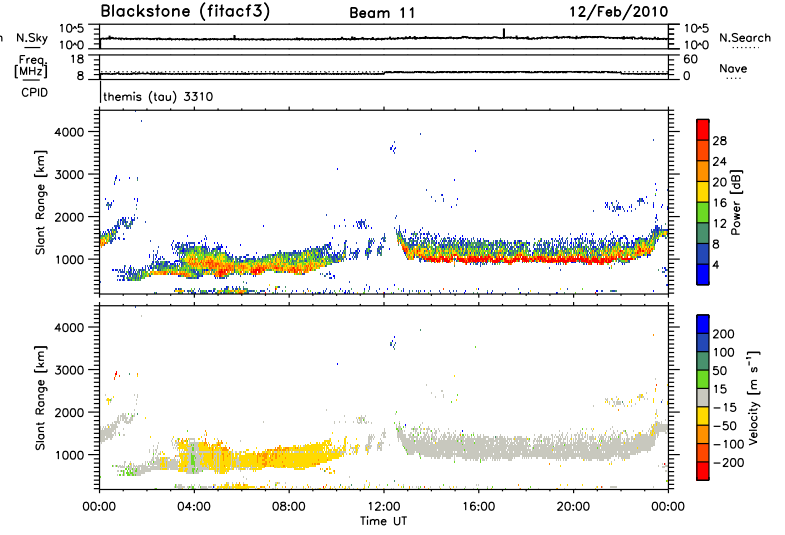 Blackstone (fitacf3)
Beam 11
12/Feb/2010
n N.Sky
10^5
10^0
10^5
10^0
N.Search
Freq.
[MHz]
18
8
60
0
Nave
CPID
themis (tau) 3310
Slant Range [km]
4000
3000
2000
1000
28
24
20
16
12
8
4
Power [dB]
Slant Range [km]
4000
3000
2000
1000
200
100
50
15
-15
-50
-100
-200
Velocity [m s⁻¹]
00:00 04:00 08:00 12:00 16:00 20:00 00:00
Time UT